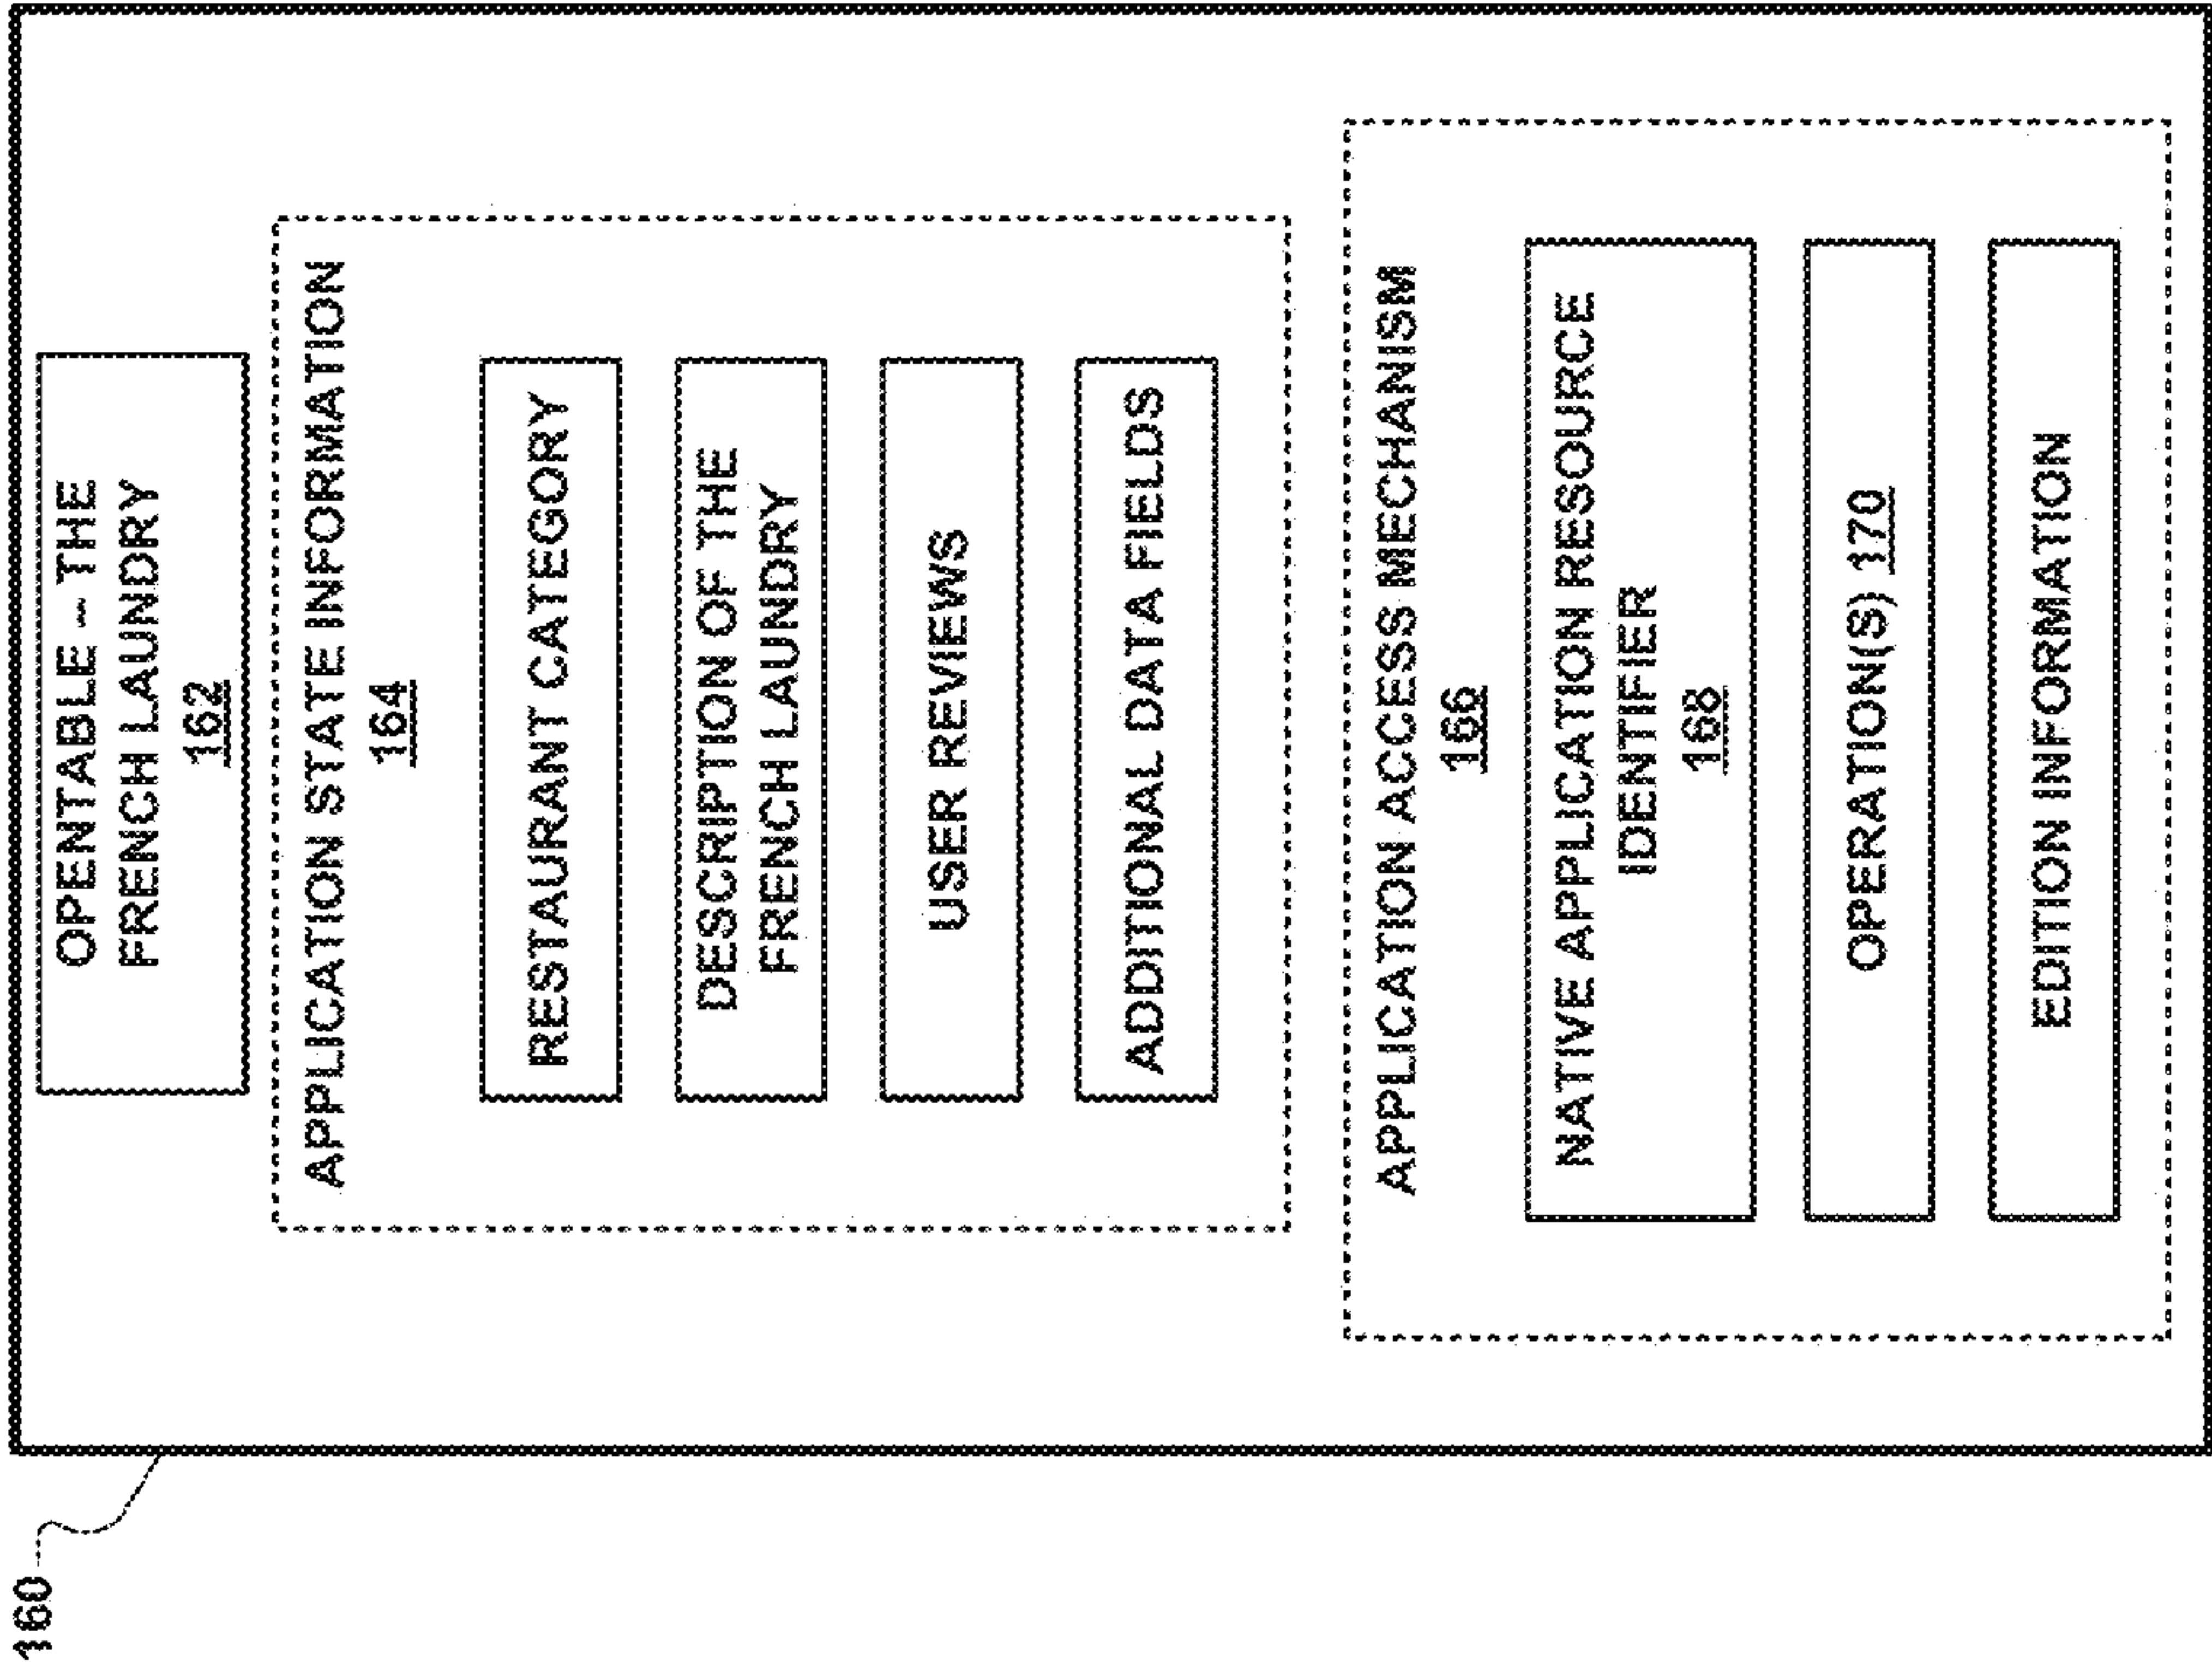 160
OPENTABLE – THE
FRENCH LAUNDRY
162
APPLICATION STATE INFORMATION
164
RESTAURANT CATEGORY
DESCRIPTION OF THE
FRENCH LAUNDRY
USER REVIEWS
ADDITIONAL DATA FIELDS
APPLICATION ACCESS MECHANISM
166
NATIVE APPLICATION RESOURCE
IDENTIFIER
168
OPERATION(S) 170
EDITION INFORMATION